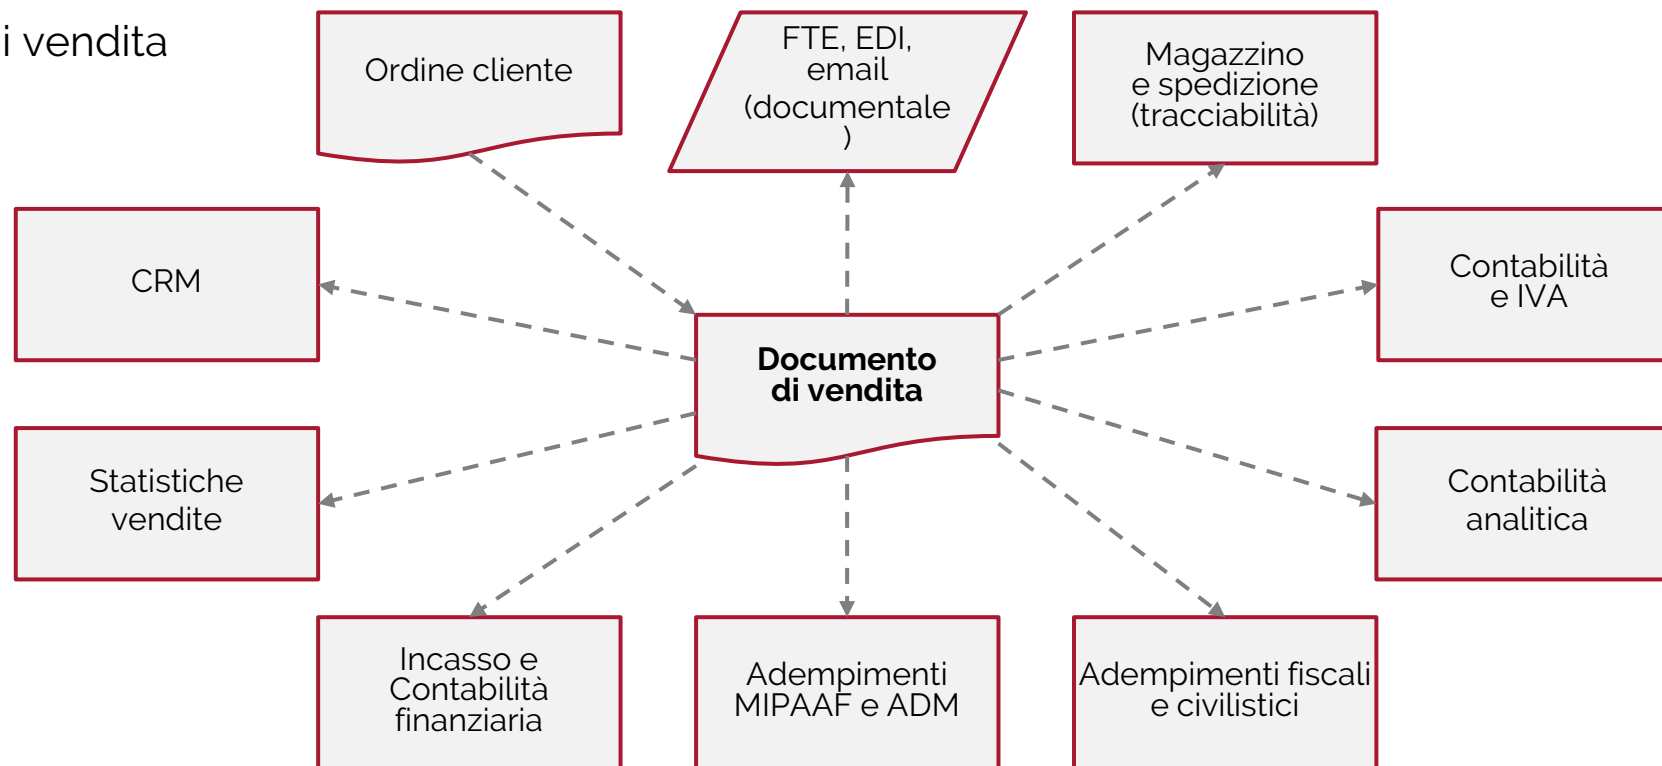 i vendita
Ordine cliente
FTE, EDI,
email
(documentale
)
Magazzino
e spedizione
(tracciabilità)
CRM
Contabilità
e IVA
Documento
di vendita
Statistiche
vendite
Contabilità
analitica
Incasso e
Contabilità
finanziaria
Adempimenti
MIPAAF e ADM
Adempimenti fiscali
e civilistici